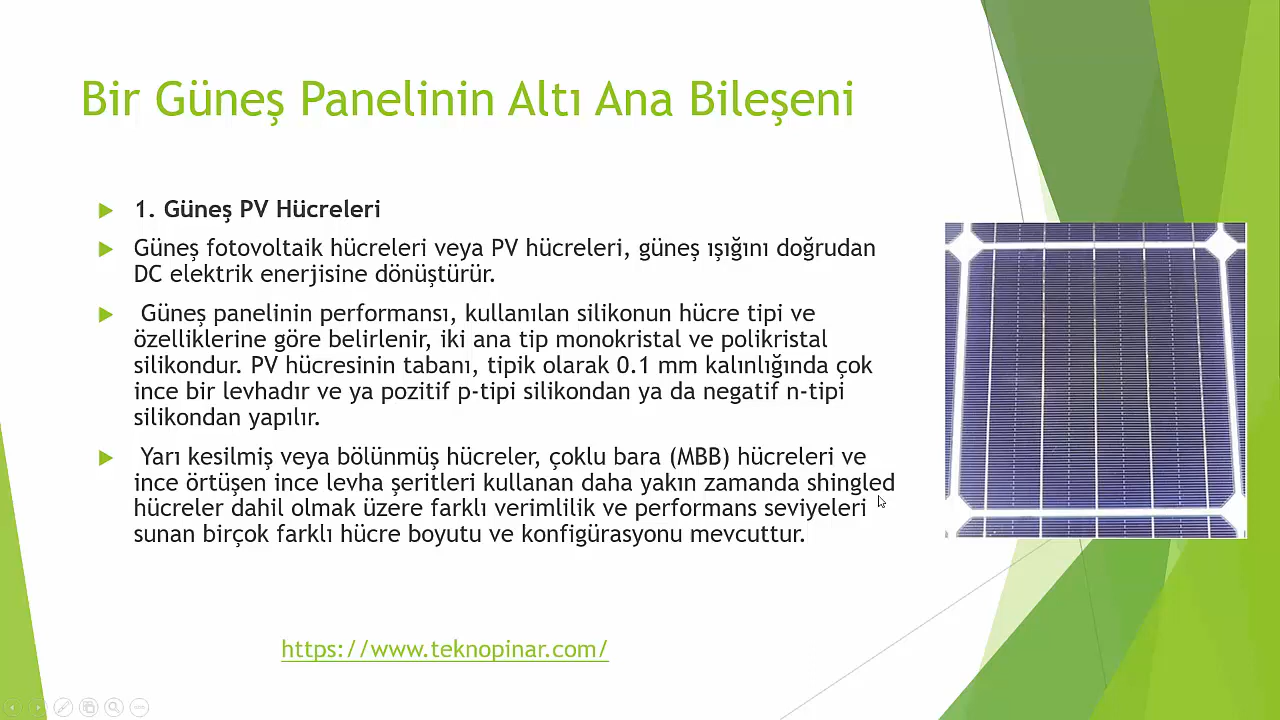 Bir Güneş Panelinin Altı Ana Bileşeni
1. Güneş PV Hücreleri
Güneş fotovoltaik hücreleri veya PV hücreleri, güneş ışığını doğrudan
DC elektrik enerjisine dönüştürür.
Güneş panelinin performansı, kullanılan silikonun hücre tipi ve
özelliklerine göre belirlenir, iki ana tip monokristal ve polikristal
silikondur. PV hücresinin tabanı, tipik olarak 0.1 mm kalınlığında çok
ince bir levhadır ve ya pozitif p-tipi silikondan ya da negatif n-tipi
silikondan yapılır.
Yarı kesilmiş veya bölünmüş hücreler, çoklu bara (MBB) hücreleri ve
ince örtüşen ince levha şeritleri kullanan daha yakın zamanda shingled
hücreler dahil olmak üzere farklı verimlilik ve performans seviyeleri
sunan birçok farklı hücre boyutu ve konfigürasyonu mevcuttur.
https://www.teknopinar.com/